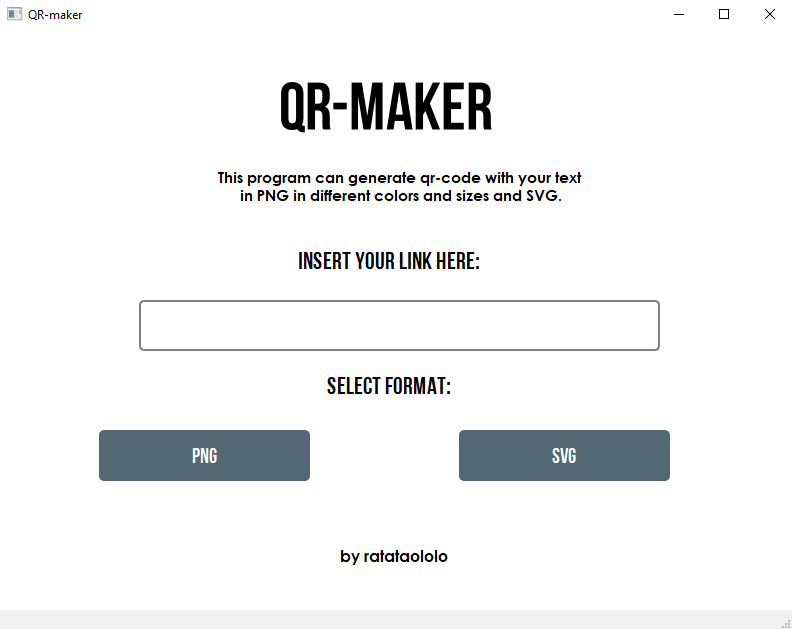 QR-maker
QR-MAKER
This program can generate qr-code with your text
in PNG in different colors and sizes and SVG.
INSERT YOUR LINK HERE:
SELECT FORMAT:
PNG
SVG
by ratataololo